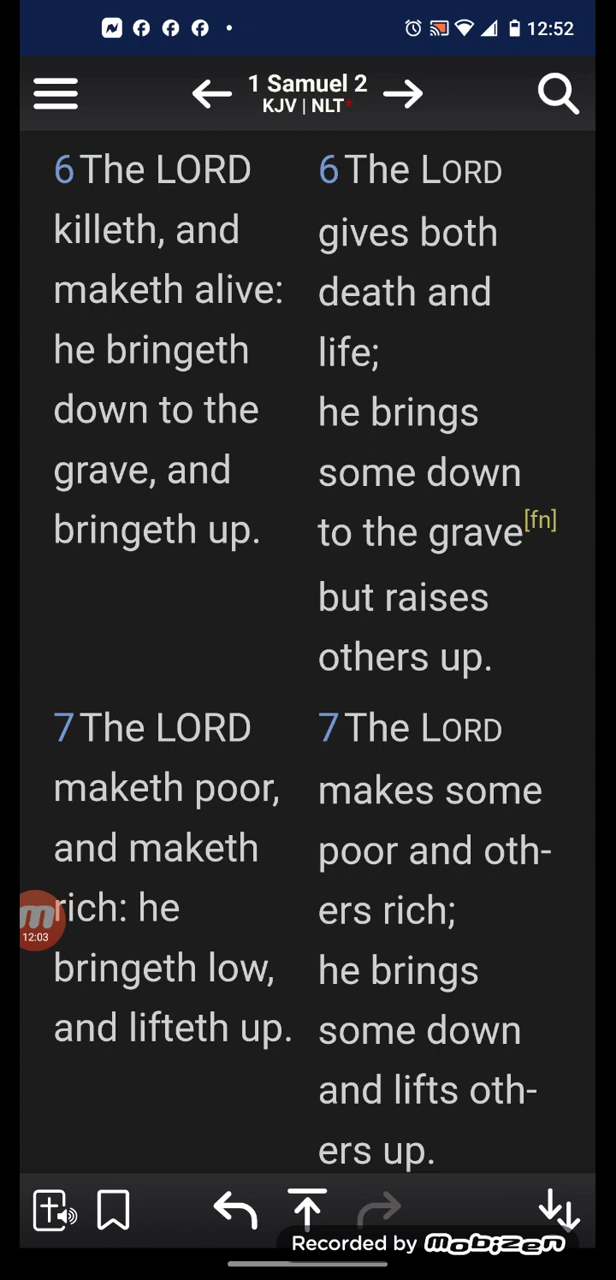 12:52
1 Samuel 2
KJV | NLT*
6 The LORD
killeth, and
maketh alive:
he bringeth
down to the
grave, and
bringeth up.
6 The LORD
gives both
death and
life;
he brings
some down
to the grave[fn]
but raises
others up.
7 The LORD
maketh poor,
and maketh
rich: he
bringeth low,
and lifteth up.
7 The LORD
makes some
poor and oth-
ers rich;
he brings
some down
and lifts oth-
ers up.
12:03
Recorded by mobizen